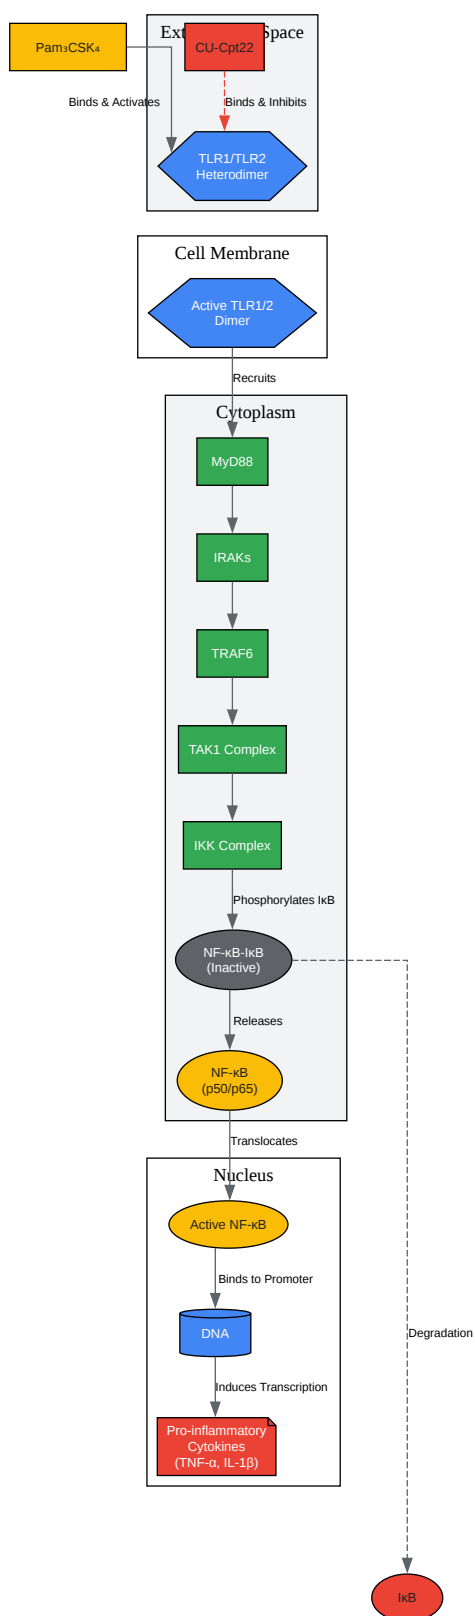 Pam₃CSK₄
CU-Cpt22
Space
Binds & Activates
Binds & Inhibits
TLR1/TLR2
Heterodimer
Cell Membrane
Active TLR1/2
Dimer
Recruits
Cytoplasm
MyD88
IRAKs
TRAF6
TAK1 Complex
IKK Complex
Phosphorylates IκB
NF-κB-IκB
(Inactive)
Releases
NF-κB
(p50/p65)
Translocates
Nucleus
Active NF-κB
Binds to Promoter
DNA
Degradation
Induces Transcription
Pro-inflammatory
Cytokines
(TNF-α, IL-1β)
IκB